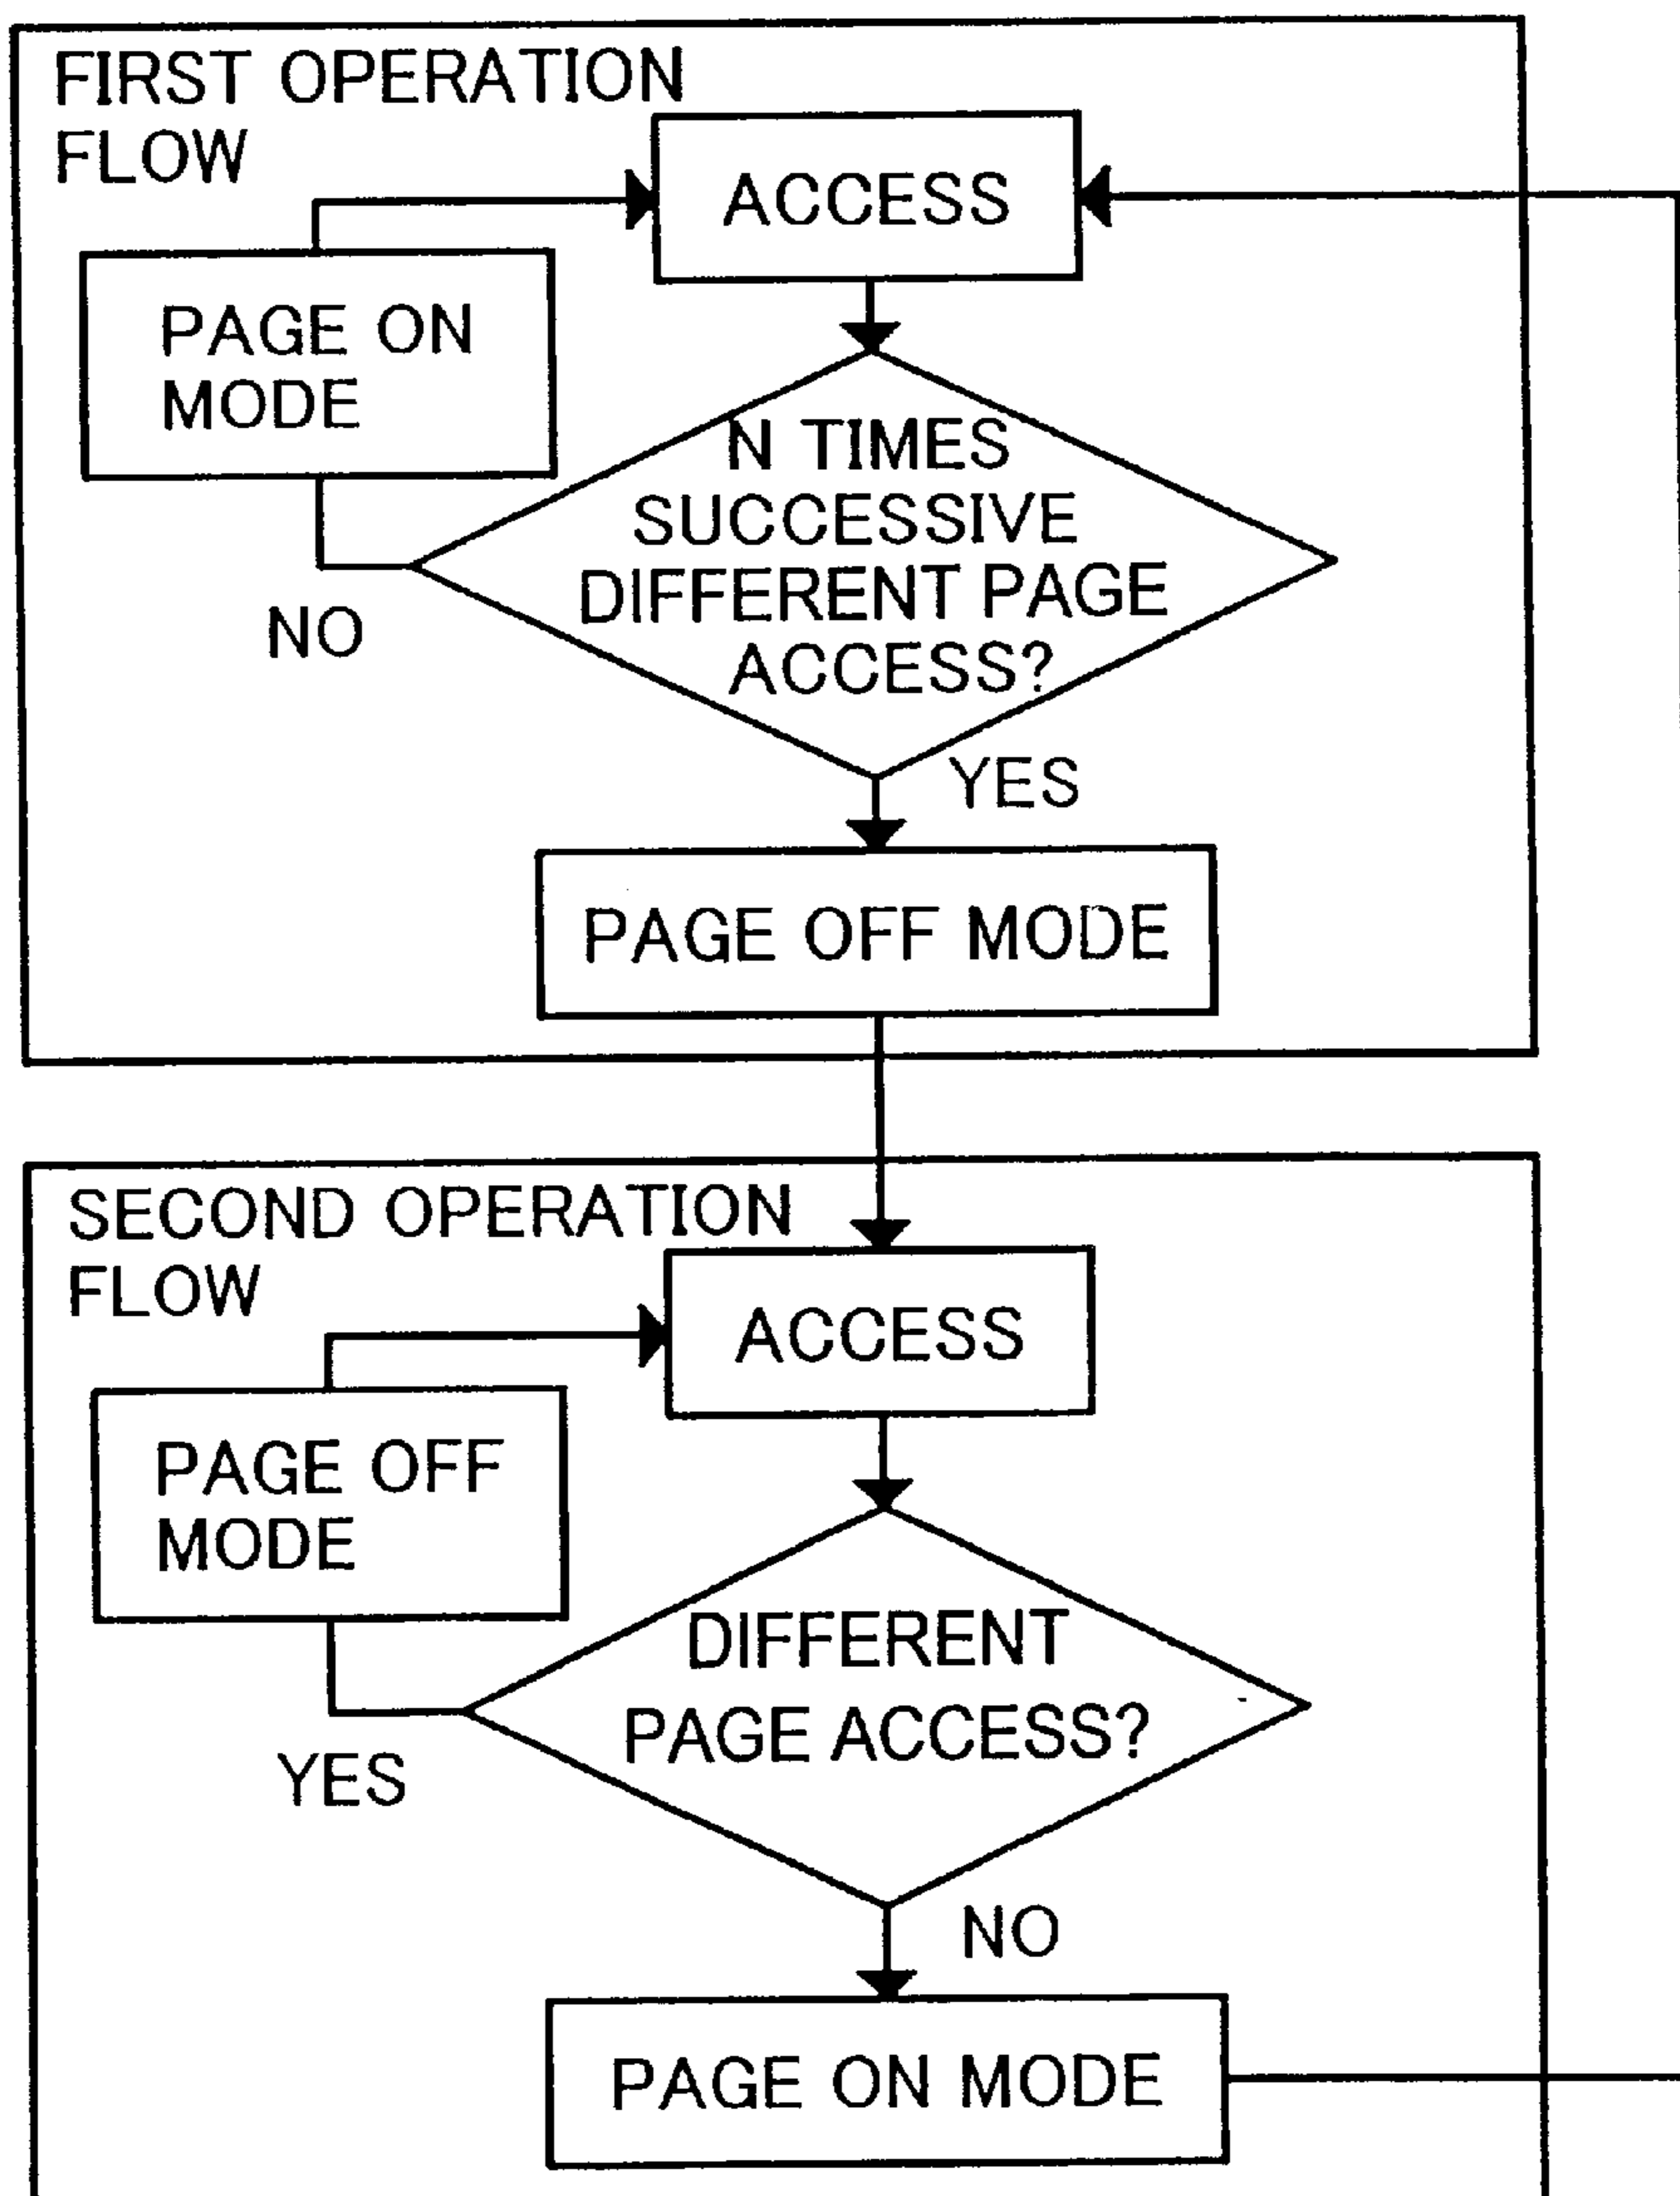 FIRST OPERATION
FLOW
ACCESS
PAGE ON
MODE
N TIMES
SUCCESSIVE
DIFFERENT PAGE
ACCESS?
NO
YES
PAGE OFF MODE
SECOND OPERATION
FLOW
ACCESS
PAGE OFF
MODE
DIFFERENT
PAGE ACCESS?
YES
NO
PAGE ON MODE